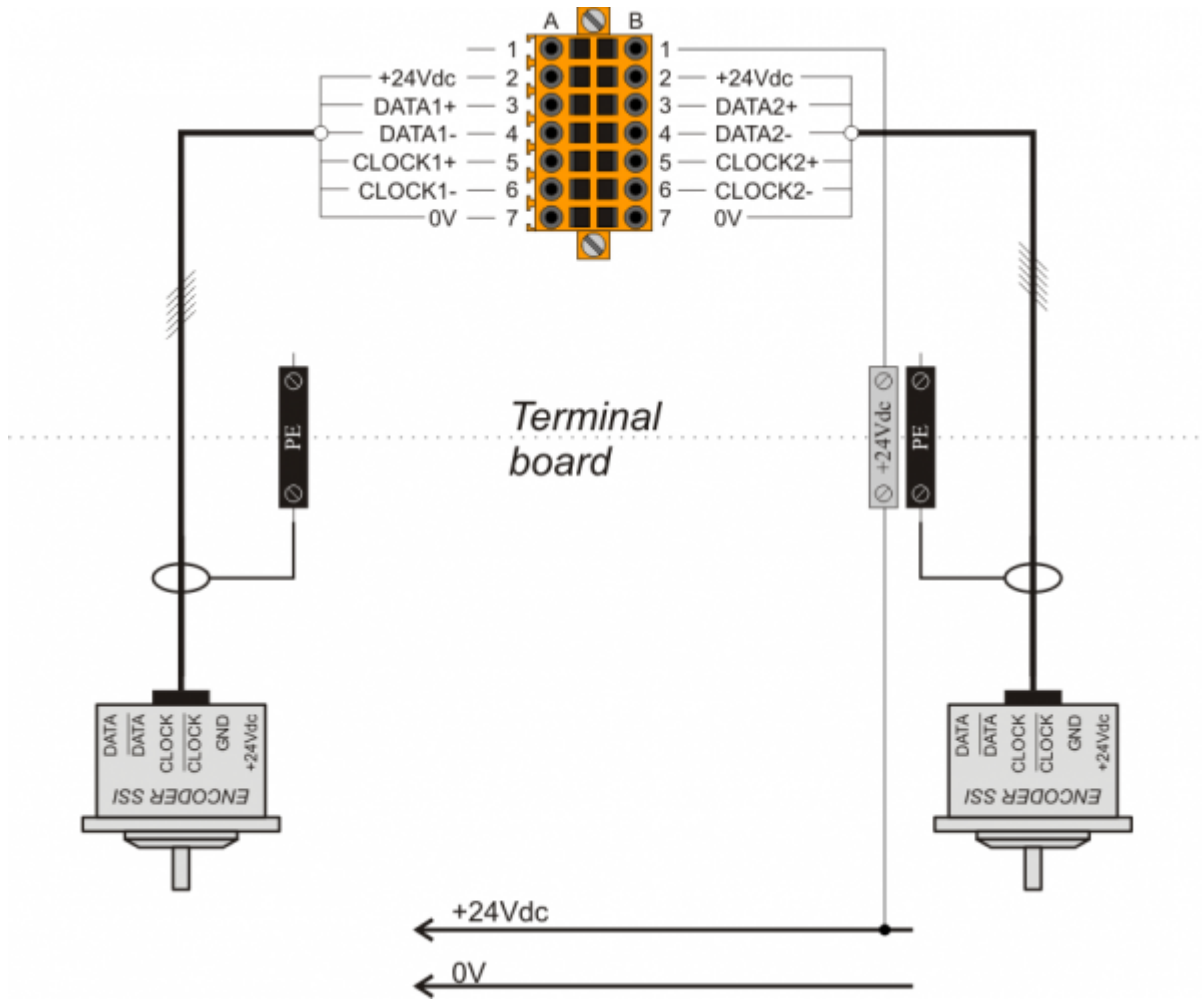 A B
1 1
+24Vdc 2 2 +24Vdc
DATA1+ 3 3 DATA2+
DATA1- 4 4 DATA2-
CLOCK1+ 5 5 CLOCK2+
CLOCK1- 6 6 CLOCK2-
0V 7 7 0V
PE
Terminal
board
+24Vdc
PE
DATA
DATA
CLOCK
CLOCK
GND
+24Vdc
ENCODER SSI
DATA
DATA
CLOCK
CLOCK
GND
+24Vdc
ENCODER SSI
+24Vdc
0V